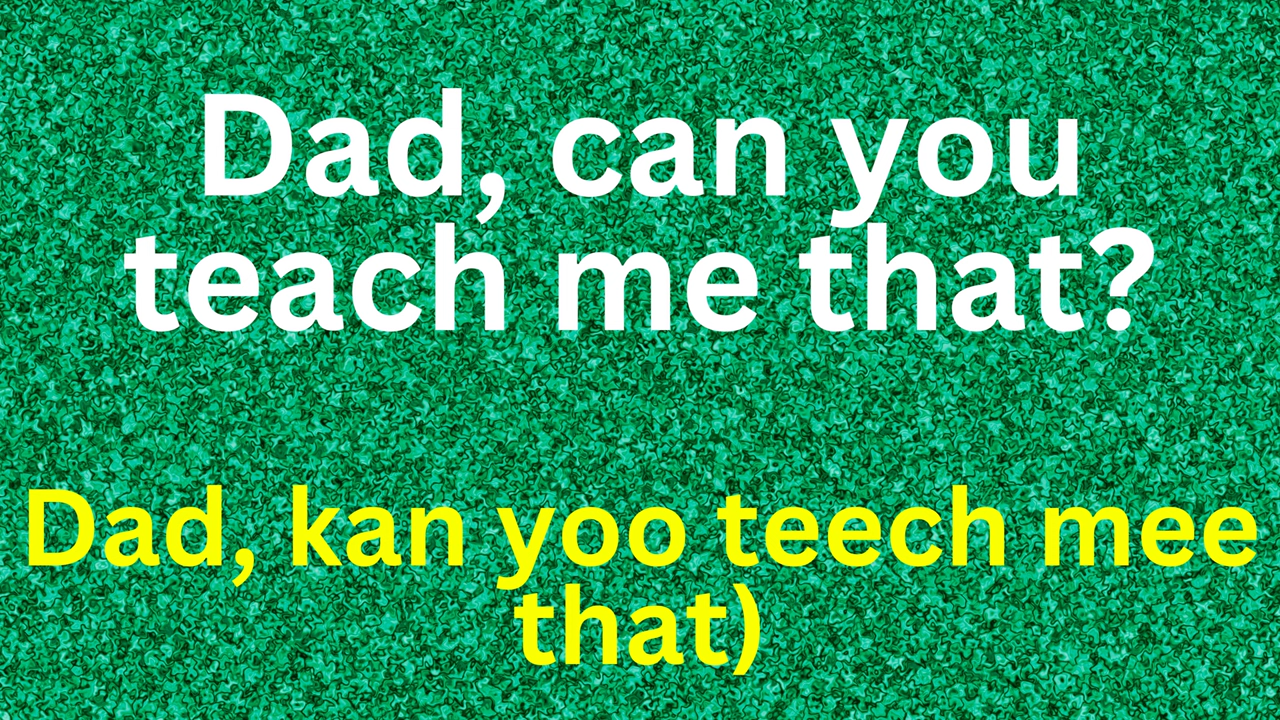 Dad, can you
teach me that?
Dad, kan yoo teech mee
that)